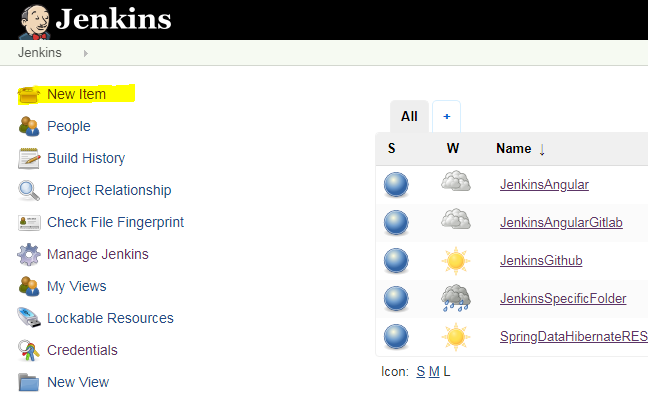 Jenkins
Jenkins
New Item
People
Build History
Project Relationship
Check File Fingerprint
Manage Jenkins
My Views
Lockable Resources
Credentials
New View
All +
S W Name ↓
JenkinsAngular
JenkinsAngularGitlab
JenkinsGithub
JenkinsSpecificFolder
SpringDataHibernateRES
Icon: S M L